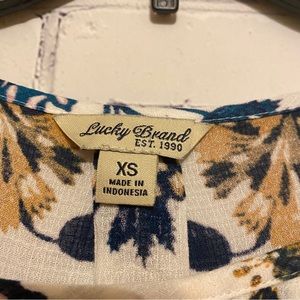 Lucky Brand
EST. 1990
XS
MADE IN
INDONESIA